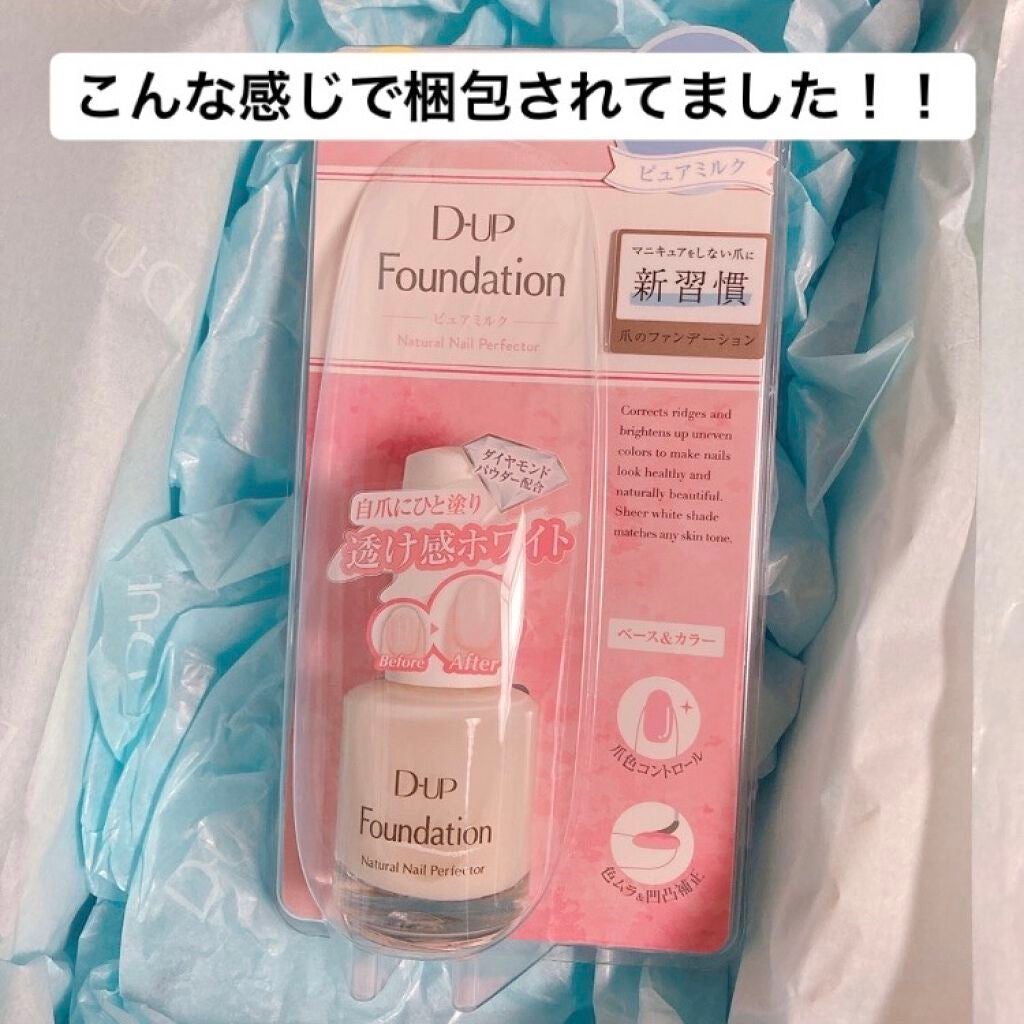 こんな感じで梱包されてました！！
ピュアミルク
D-UP
Foundation
ピュアミルク
Natural Nail Perfector
マニキュアをしない爪に
新習慣
爪のファンデーション
Corrects ridges and
brightens up uneven
colors to make nails
look healthy and
naturally beautiful.
Sheer white shade
matches any skin tone.
ダイヤモンド
パウダー配合
自爪にひと塗り
透け感ホワイト
Before
After
ベース&カラー
爪色コントロール
色ムラ&凹凸補正
D-UP
Foundation
Natural Nail Perfector